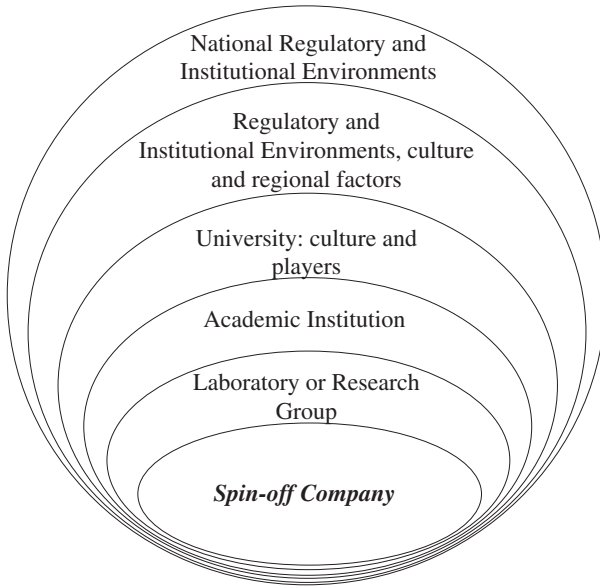 National Regulatory and
Institutional Environments
Regulatory and
Institutional Environments, culture
and regional factors
University: culture and
players
Academic Institution
Laboratory or Research
Group
Spin-off Company